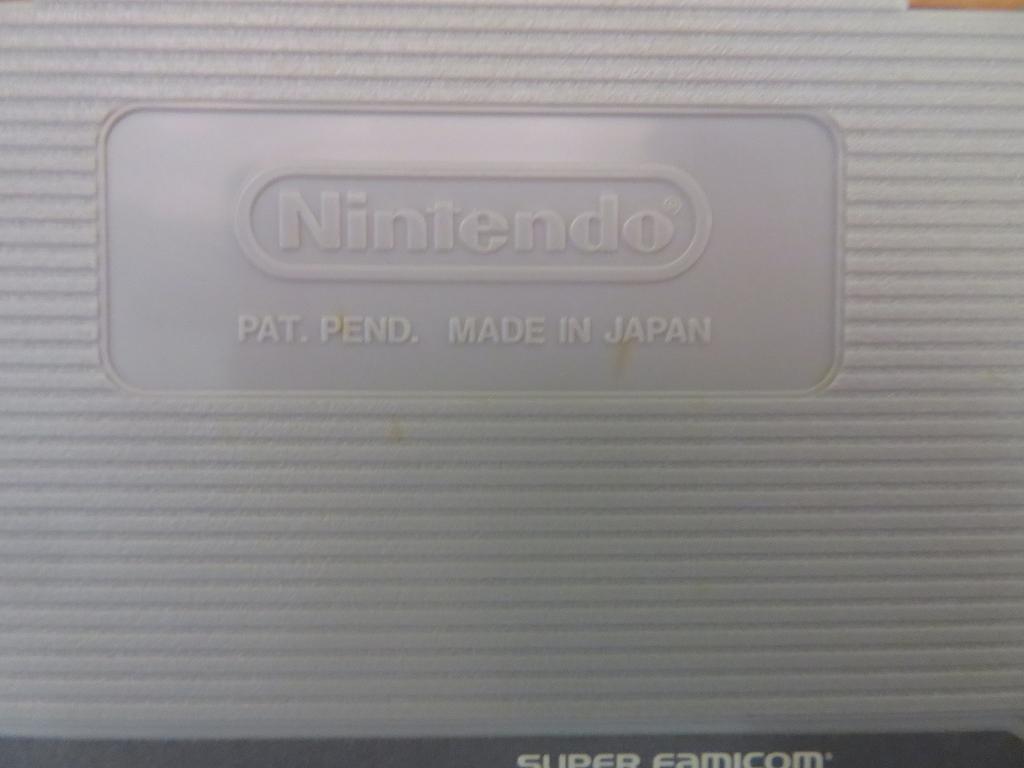 Nintendo®
PAT. PEND. MADE IN JAPAN
SUPER FAMICOM